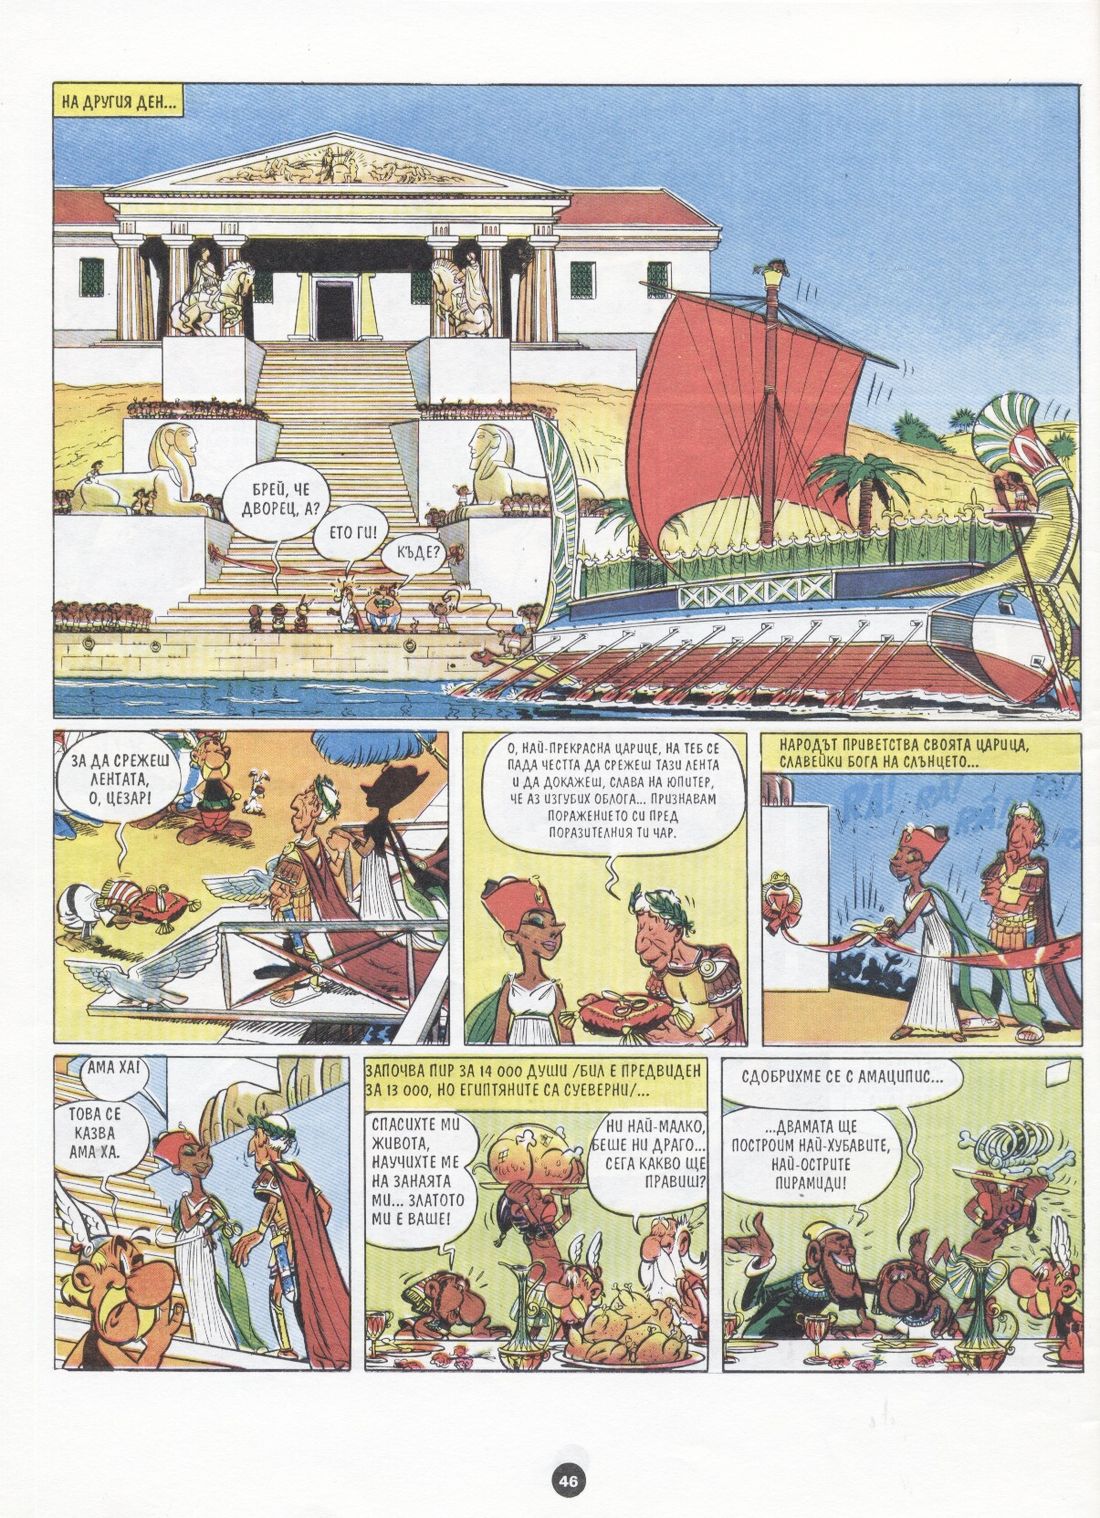 НА ДРУГИЯ ДЕН...
БРЕЙ, ЧЕ
ДВОРЕЦ, А?
ЕТО ГИ!
КЪДЕ?
ЗА ДА СРЕЖЕШ
ЛЕНТАТА,
О, ЦЕЗАР!
О, НАЙ-ПРЕКРАСНА ЦАРИЦЕ, НА ТЕБ СЕ
ПАДА ЧЕСТТА ДА СРЕЖЕШ ТАЗИ ЛЕНТА
И ДА ДОКАЖЕШ, СЛАВА НА ЮПИТЕР,
ЧЕ АЗ ИЗГУБИХ ОБЛОГА... ПРИЗНАВАМ
ПОРАЖЕНИЕТО СИ ПРЕД
ПОРАЗИТЕЛНИЯ ТИ ЧАР.
НАРОДЪТ ПРИВЕТСТВА СВОЯТА ЦАРИЦА,
СЛАВЕЙКИ БОГА НА СЛЪНЦЕТО...
RA! RA! RA! RA!
АМА ХА!
ТОВА СЕ
КАЗВА
АМА ХА.
ЗАПОЧВА ПИР ЗА 14 000 ДУШИ /БИЛ Е ПРЕДВИДЕН
ЗА 13 000, НО ЕГИПТЯНИТЕ СА СУЕВЕРНИ/...
СПАСИХТЕ МИ
ЖИВОТА,
НАУЧИХТЕ МЕ
НА ЗАНАЯТА
МИ... ЗЛАТОТО
МИ Е ВАШЕ!
НИ НАЙ-МАЛКО,
БЕШЕ НИ ДРАГО...
СЕГА КАКВО ЩЕ
ПРАВИШ?
СДОБРИХМЕ СЕ С АМАЦИПИС...
...ДВАМАТА ЩЕ
ПОСТРОИМ НАЙ-ХУБАВИТЕ,
НАЙ-ОСТРИТЕ
ПИРАМИДИ!
46